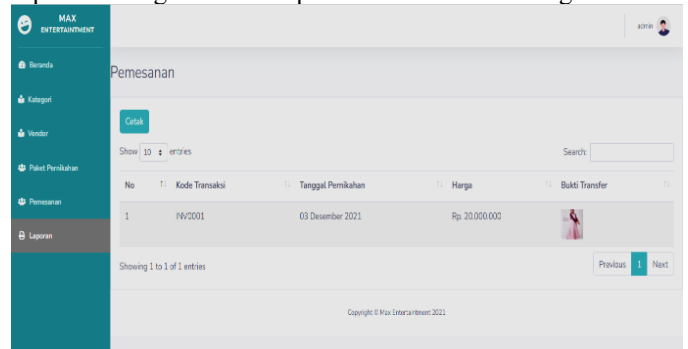 MAX
ENTERTAINTMENT
admin
Beranda
Kategori
Vendor
Paket Pernikahan
Pemesanan
Laporan
Pemesanan
Cetak
Show 10 entries
Search:
No Kode Transaksi Tanggal Pernikahan Harga Bukti Transfer
1 INV0001 03 Desember 2021 Rp. 20.000.000
Showing 1 to 1 of 1 entries
Previous 1 Next
Copyright © Max Entertaintment 2021